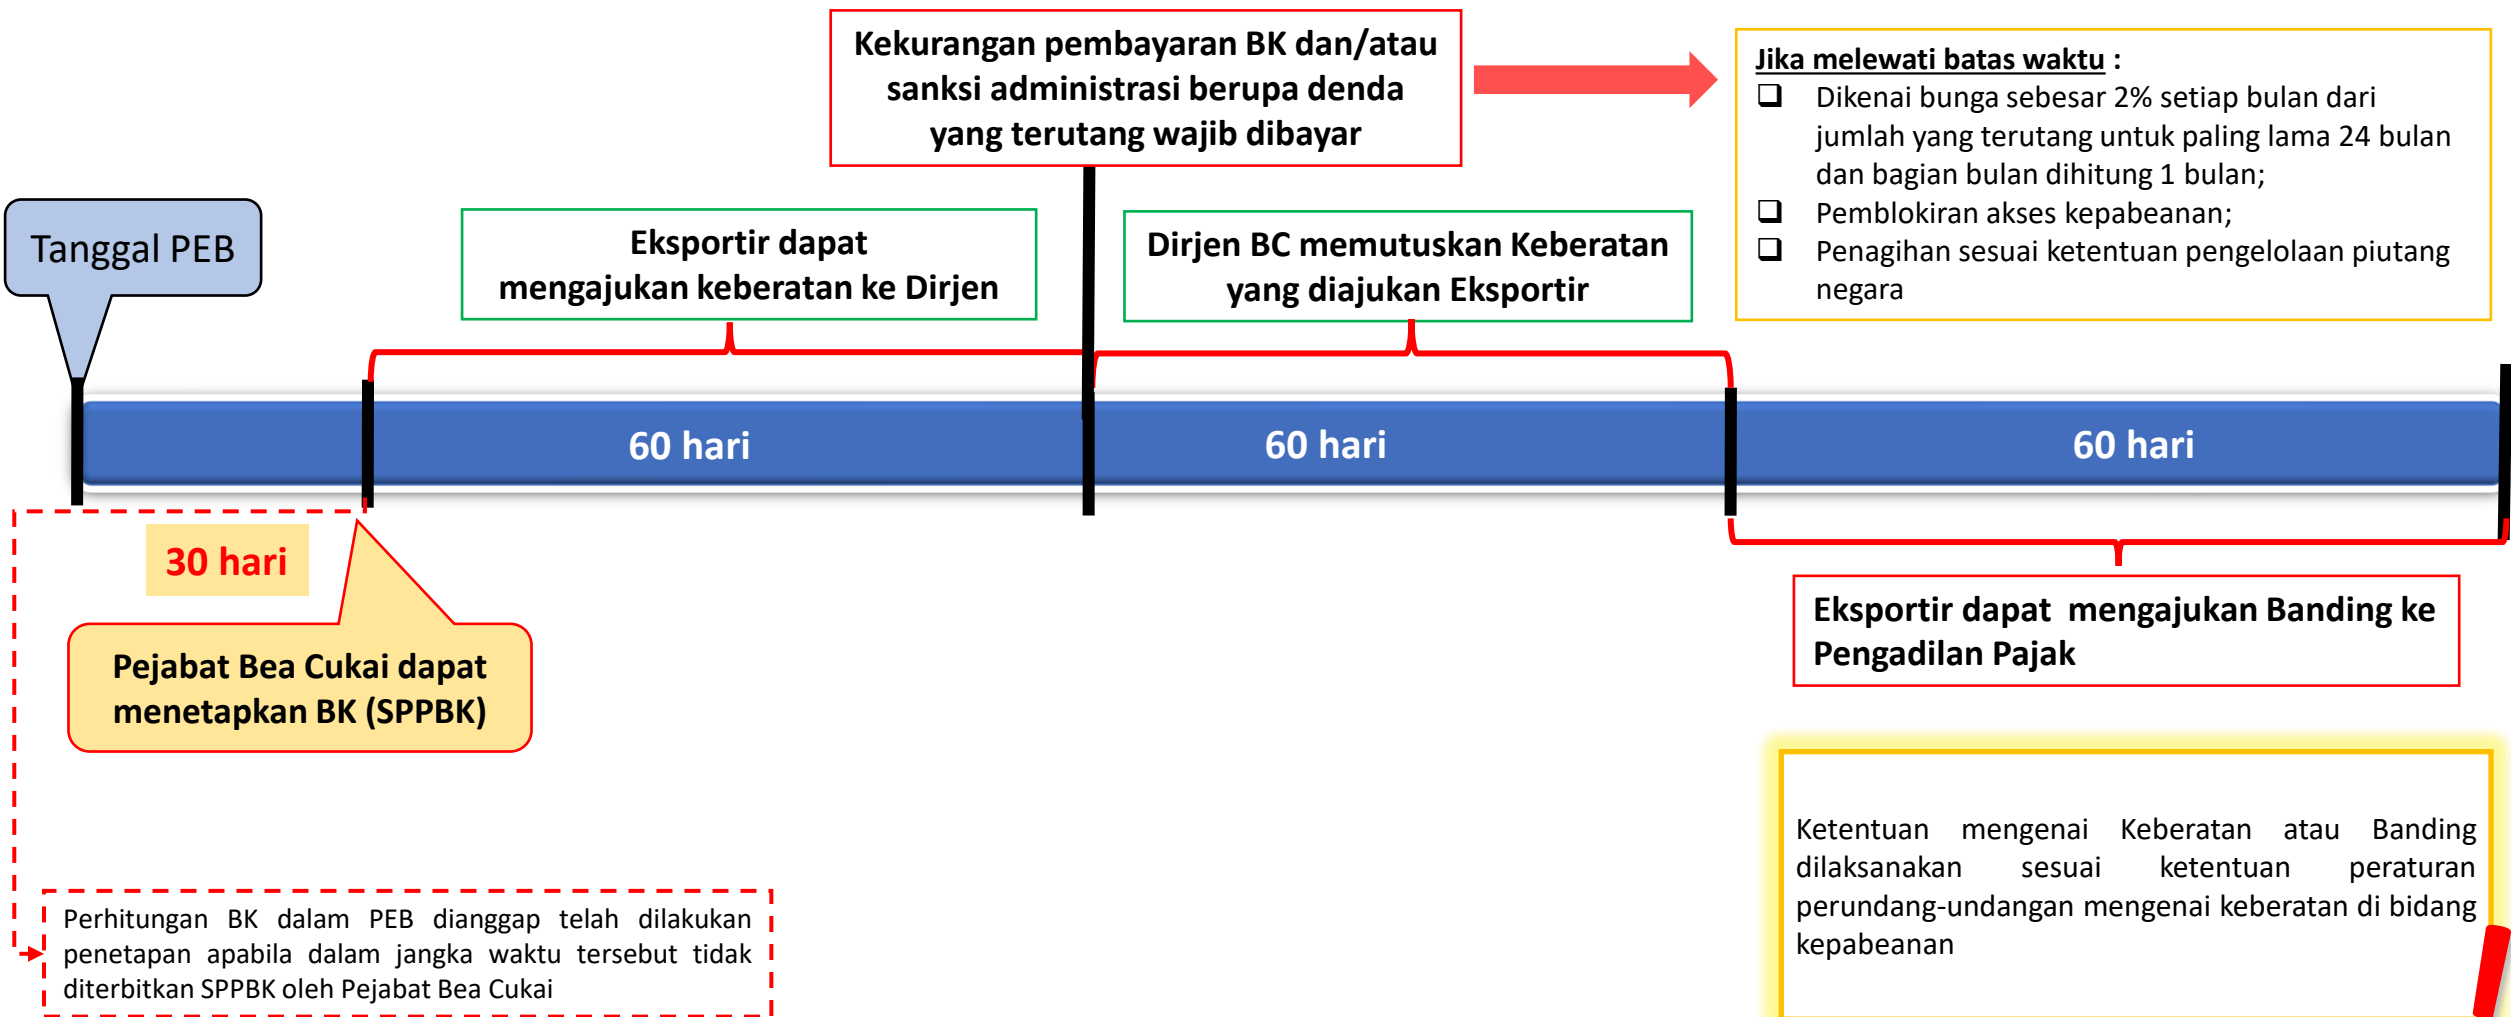 Kekurangan pembayaran BK dan/atau
sanksi administrasi berupa denda
yang terutang wajib dibayar
Jika melewati batas waktu :
❑ Dikenai bunga sebesar 2% setiap bulan dari
jumlah yang terutang untuk paling lama 24 bulan
dan bagian bulan dihitung 1 bulan;
❑ Pemblokiran akses kepabeanan;
❑ Penagihan sesuai ketentuan pengelolaan piutang
negara
Tanggal PEB
Eksportir dapat
mengajukan keberatan ke Dirjen
Dirjen BC memutuskan Keberatan
yang diajukan Eksportir
60 hari
60 hari
60 hari
30 hari
Pejabat Bea Cukai dapat
menetapkan BK (SPPBK)
Eksportir dapat mengajukan Banding ke
Pengadilan Pajak
Perhitungan BK dalam PEB dianggap telah dilakukan
penetapan apabila dalam jangka waktu tersebut tidak
diterbitkan SPPBK oleh Pejabat Bea Cukai
Ketentuan mengenai Keberatan atau Banding
dilaksanakan sesuai ketentuan peraturan
perundang-undangan mengenai keberatan di bidang
kepabeanan